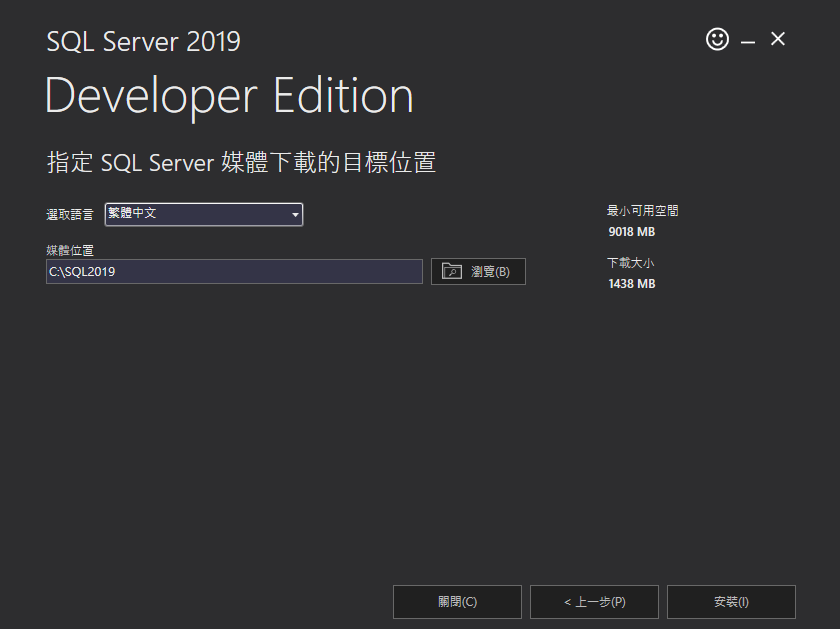 SQL Server 2019
Developer Edition
指定 SQL Server 媒體下載的目標位置
選取語言 繁體中文
媒體位置
C:\SQL2019 瀏覽(B)
最小可用空間
9018 MB
下載大小
1438 MB
關閉(C) < 上一步(P) 安裝(I)